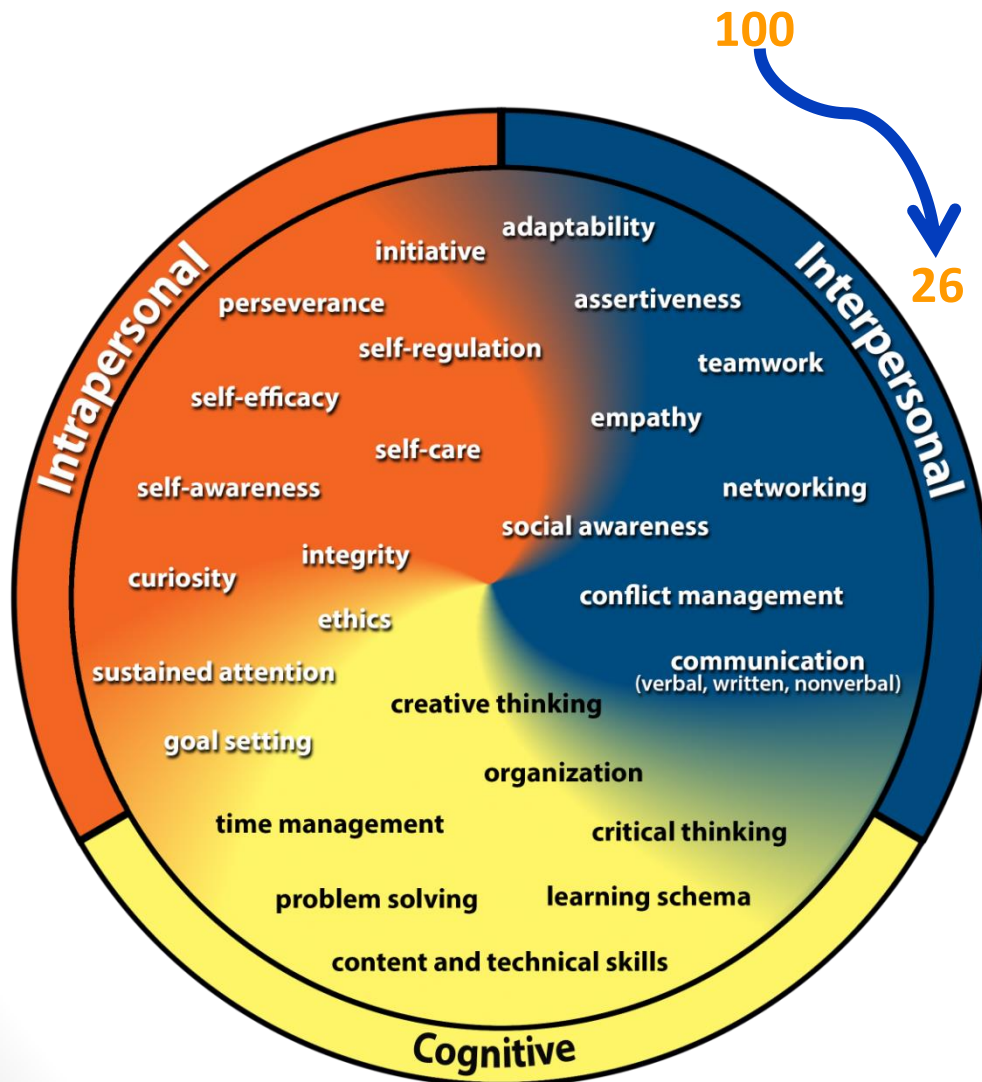 100
26
Intrapersonal
Interpersonal
Cognitive
adaptability
initiative
assertiveness
perseverance
self-regulation
teamwork
self-efficacy
empathy
self-care
self-awareness
networking
social awareness
integrity
curiosity
conflict management
ethics
communication
(verbal, written, nonverbal)
sustained attention
creative thinking
goal setting
organization
time management
critical thinking
problem solving
learning schema
content and technical skills